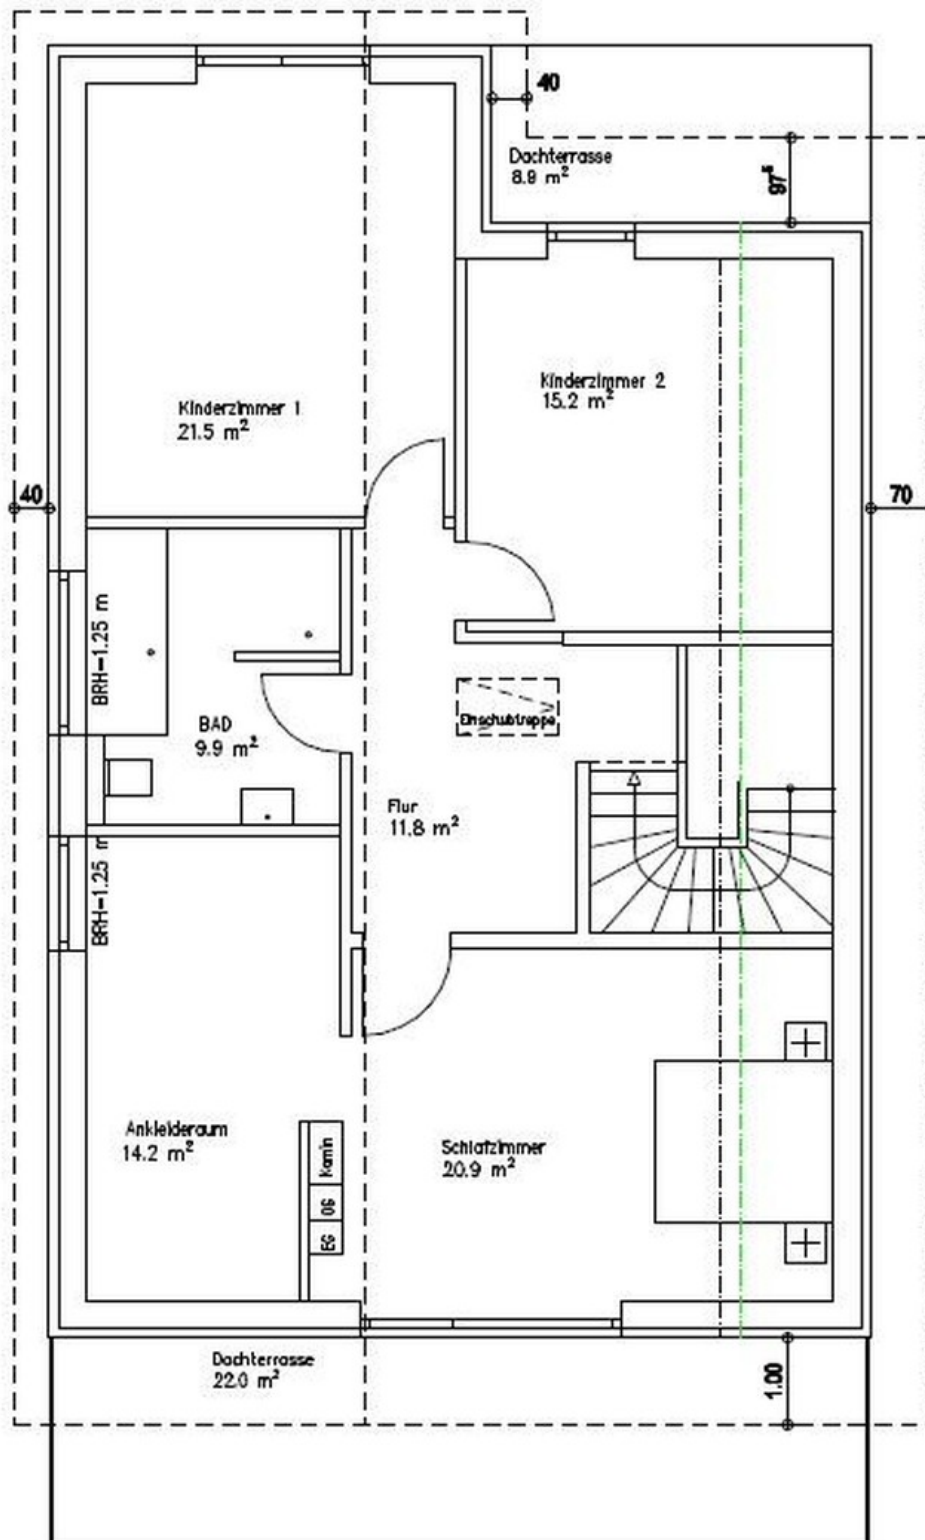 40
Dachterrasse
8.9 m²
97⁵
Kinderzimmer 2
15.2 m²
Kinderzimmer 1
21.5 m²
40
70
BRH=1.25 m
BAD
9.9 m²
Einschubtreppe
Flur
11.8 m²
BRH=1.25 m
Ankleideraum
14.2 m²
Kamin
OG
EG
Schlafzimmer
20.9 m²
Dachterrasse
22.0 m²
1.00